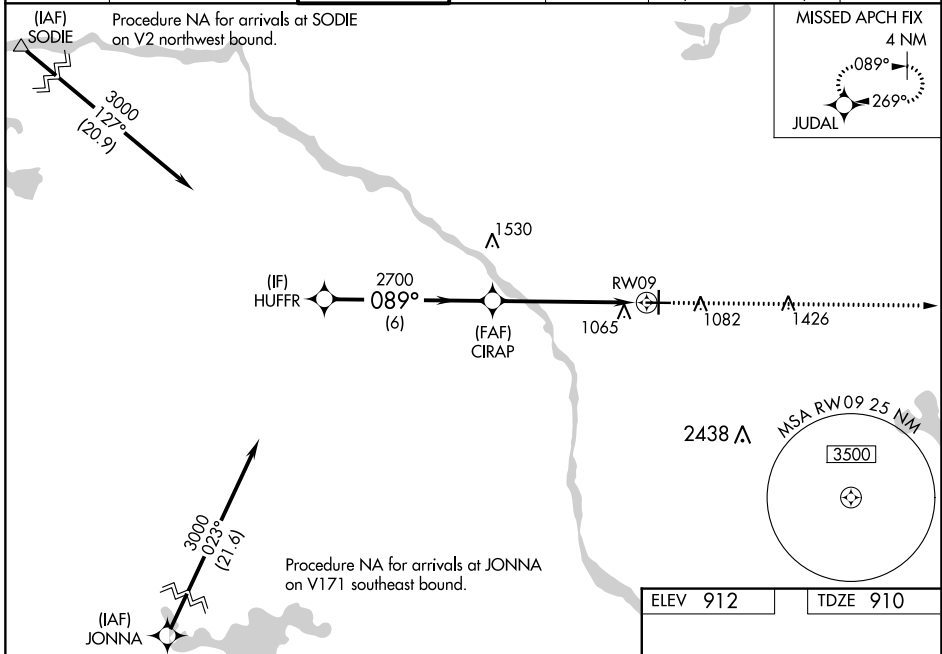 (IAF)
SODIE
Procedure NA for arrivals at SODIE
on V2 northwest bound.
MISSED APCH FIX
4 NM
089°
269°
JUDAL
3000
127°
(20.9)
1530
(IF)
HUFFR
2700
089°
(6)
(FAF)
CIRAP
RW09
1065
1082
1426
2438
MSA RW09 25 NM
3500
3000
023°
(21.6)
Procedure NA for arrivals at JONNA
on V171 southeast bound.
(IAF)
JONNA
ELEV 912
TDZE 910